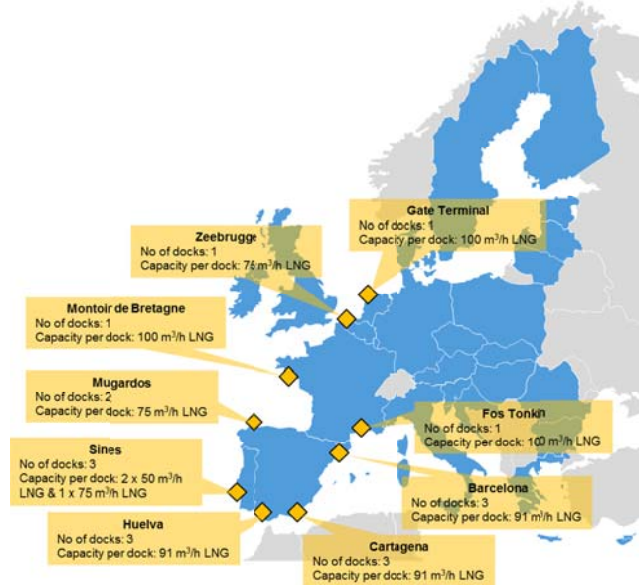 Gate Terminal
No of docks: 1
Capacity per dock: 100 m³/h LNG
Zeebrugge
No of docks: 1
Capacity per dock: 75 m³/h LNG
Montoir de Bretagne
No of docks: 1
Capacity per dock: 100 m³/h LNG
Mugardos
No of docks: 2
Capacity per dock: 75 m³/h LNG
Fos Tonkin
No of docks: 1
Capacity per dock: 100 m³/h LNG
Sines
No of docks: 3
Capacity per dock: 2 x 50 m³/h
LNG & 1 x 75 m³/h LNG
Barcelona
No of docks: 3
Capacity per dock: 91 m³/h LNG
Huelva
No of docks: 3
Capacity per dock: 91 m³/h LNG
Cartagena
No of docks: 3
Capacity per dock: 91 m³/h LNG